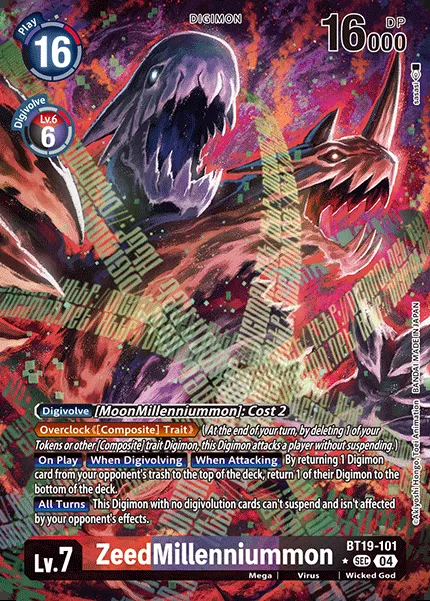 Play
16
DIGIMON
16000 DP
Digivolve
Lv.6
6
sasasi
Digivolve [MoonMillenniummon]: Cost 2
Overclock《[Composite] Trait》 (At the end of your turn, by deleting 1 of your
Tokens or other [Composite] trait Digimon, this Digimon attacks a player without suspending.)
On Play When Digivolving When Attacking By returning 1 Digimon
card from your opponent's trash to the top of the deck, return 1 of their Digimon to the
bottom of the deck.
All Turns This Digimon with no digivolution cards can't suspend and isn't affected
by your opponent's effects.
©Akiyoshi Hongo, Toei Animation BANDAI MADE IN JAPAN
Lv.7 ZeedMillenniummon BT19-101
SEC 04
Mega | Virus | Wicked God